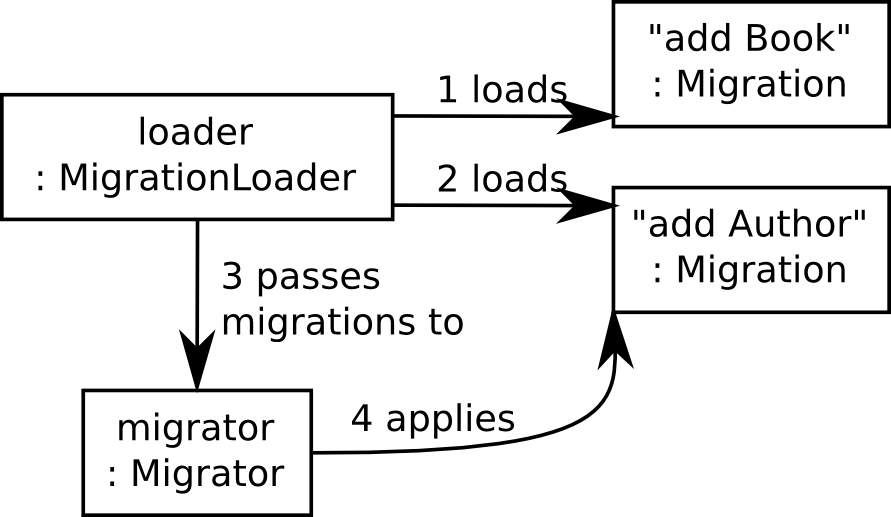 "add Book"
: Migration
1 loads
loader
: MigrationLoader
2 loads
"add Author"
: Migration
3 passes
migrations to
4 applies
migrator
: Migrator